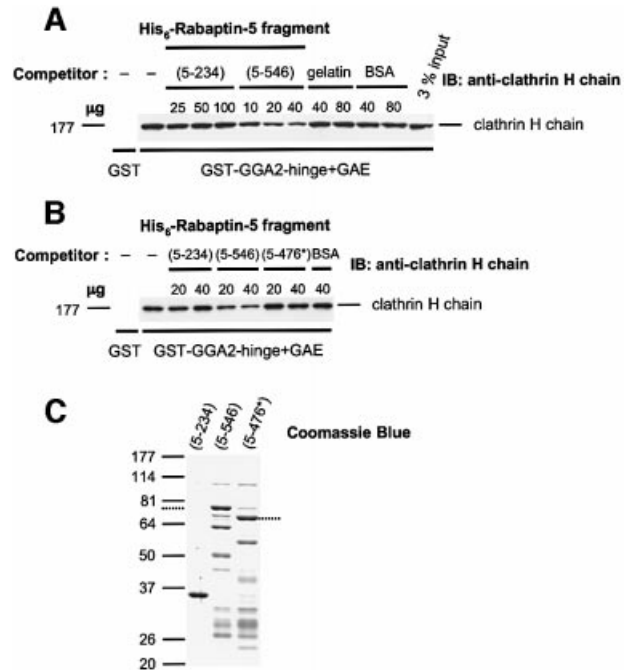 A
His6-Rabaptin-5 fragment
Competitor : – – (5-234) (5-546) gelatin BSA 3 % input IB: anti-clathrin H chain
µg 25 50 100 10 20 40 40 80 40 80
177 clathrin H chain
GST GST-GGA2-hinge+GAE
B
His6-Rabaptin-5 fragment
Competitor : – – (5-234) (5-546) (5-476*) BSA IB: anti-clathrin H chain
µg 20 40 20 40 20 40 40
177 clathrin H chain
GST GST-GGA2-hinge+GAE
C
(5-234) (5-546) (5-476*) Coomassie Blue
177
114
81
64
50
37
26
20